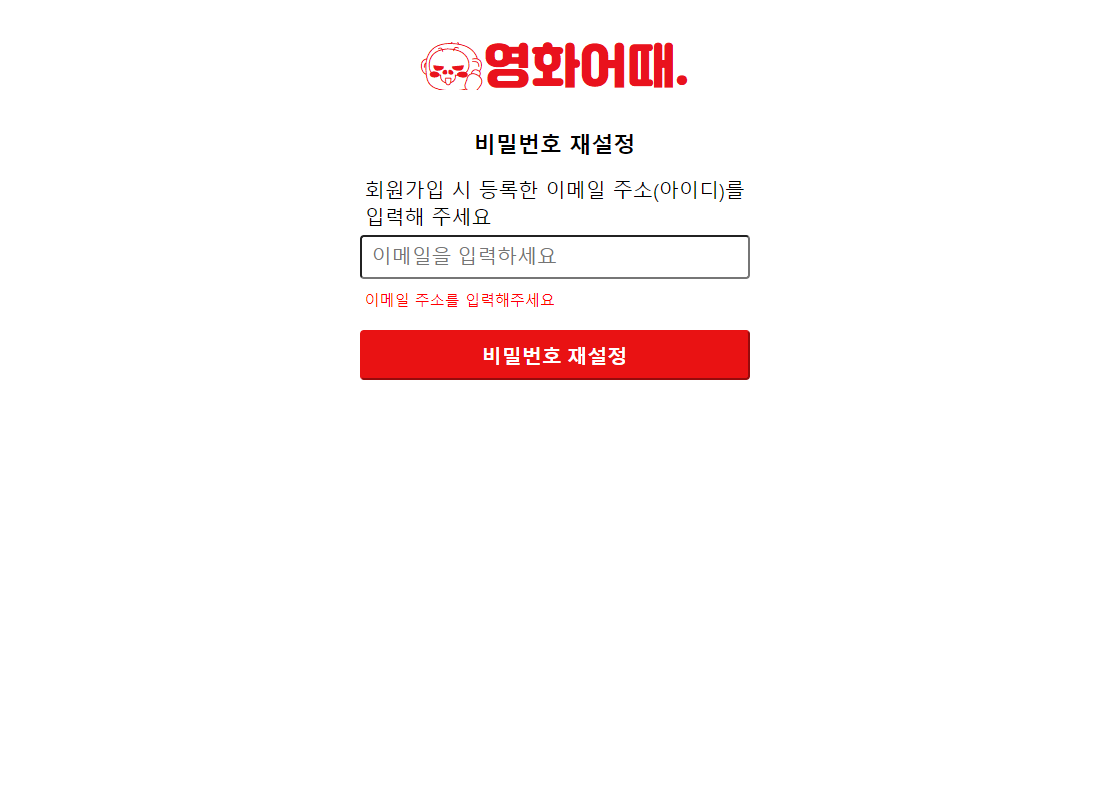 영화어때.
비밀번호 재설정
회원가입 시 등록한 이메일 주소(아이디)를
입력해 주세요
이메일을 입력하세요
이메일 주소를 입력해주세요
비밀번호 재설정